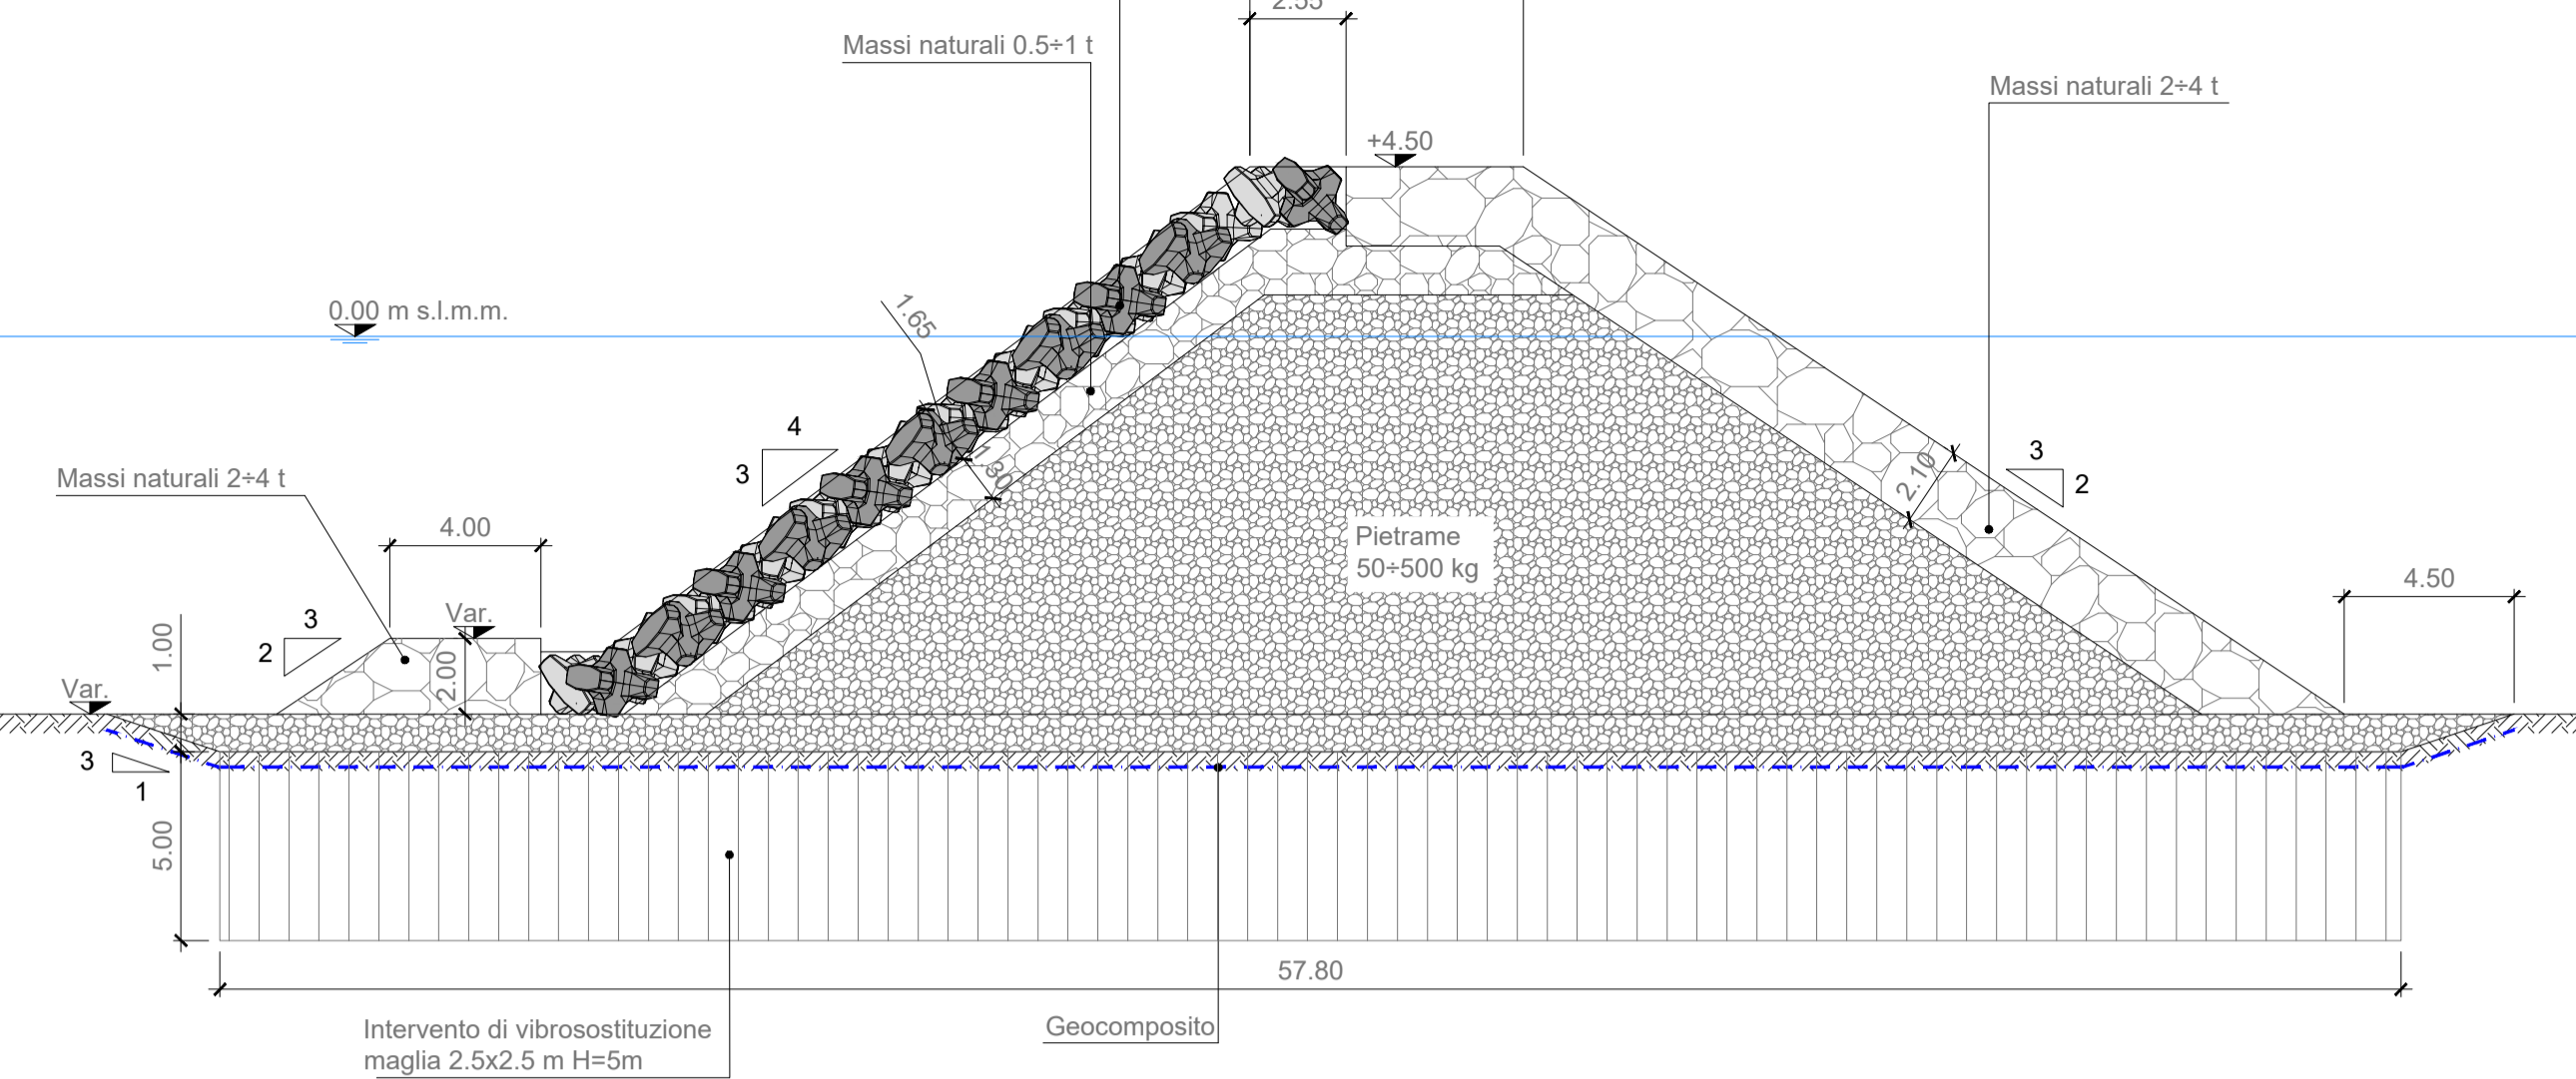 2.55
Massi naturali 0.5÷1 t
Massi naturali 2÷4 t
+4.50
0.00 m s.l.m.m.
1.65
4
3
1.30
3
2
2.10
Massi naturali 2÷4 t
4.00
Pietrame
50÷500 kg
4.50
3
2
Var.
1.00
2.00
Var.
3
1
5.00
57.80
Intervento di vibrosostituzione
maglia 2.5x2.5 m H=5m
Geocomposito